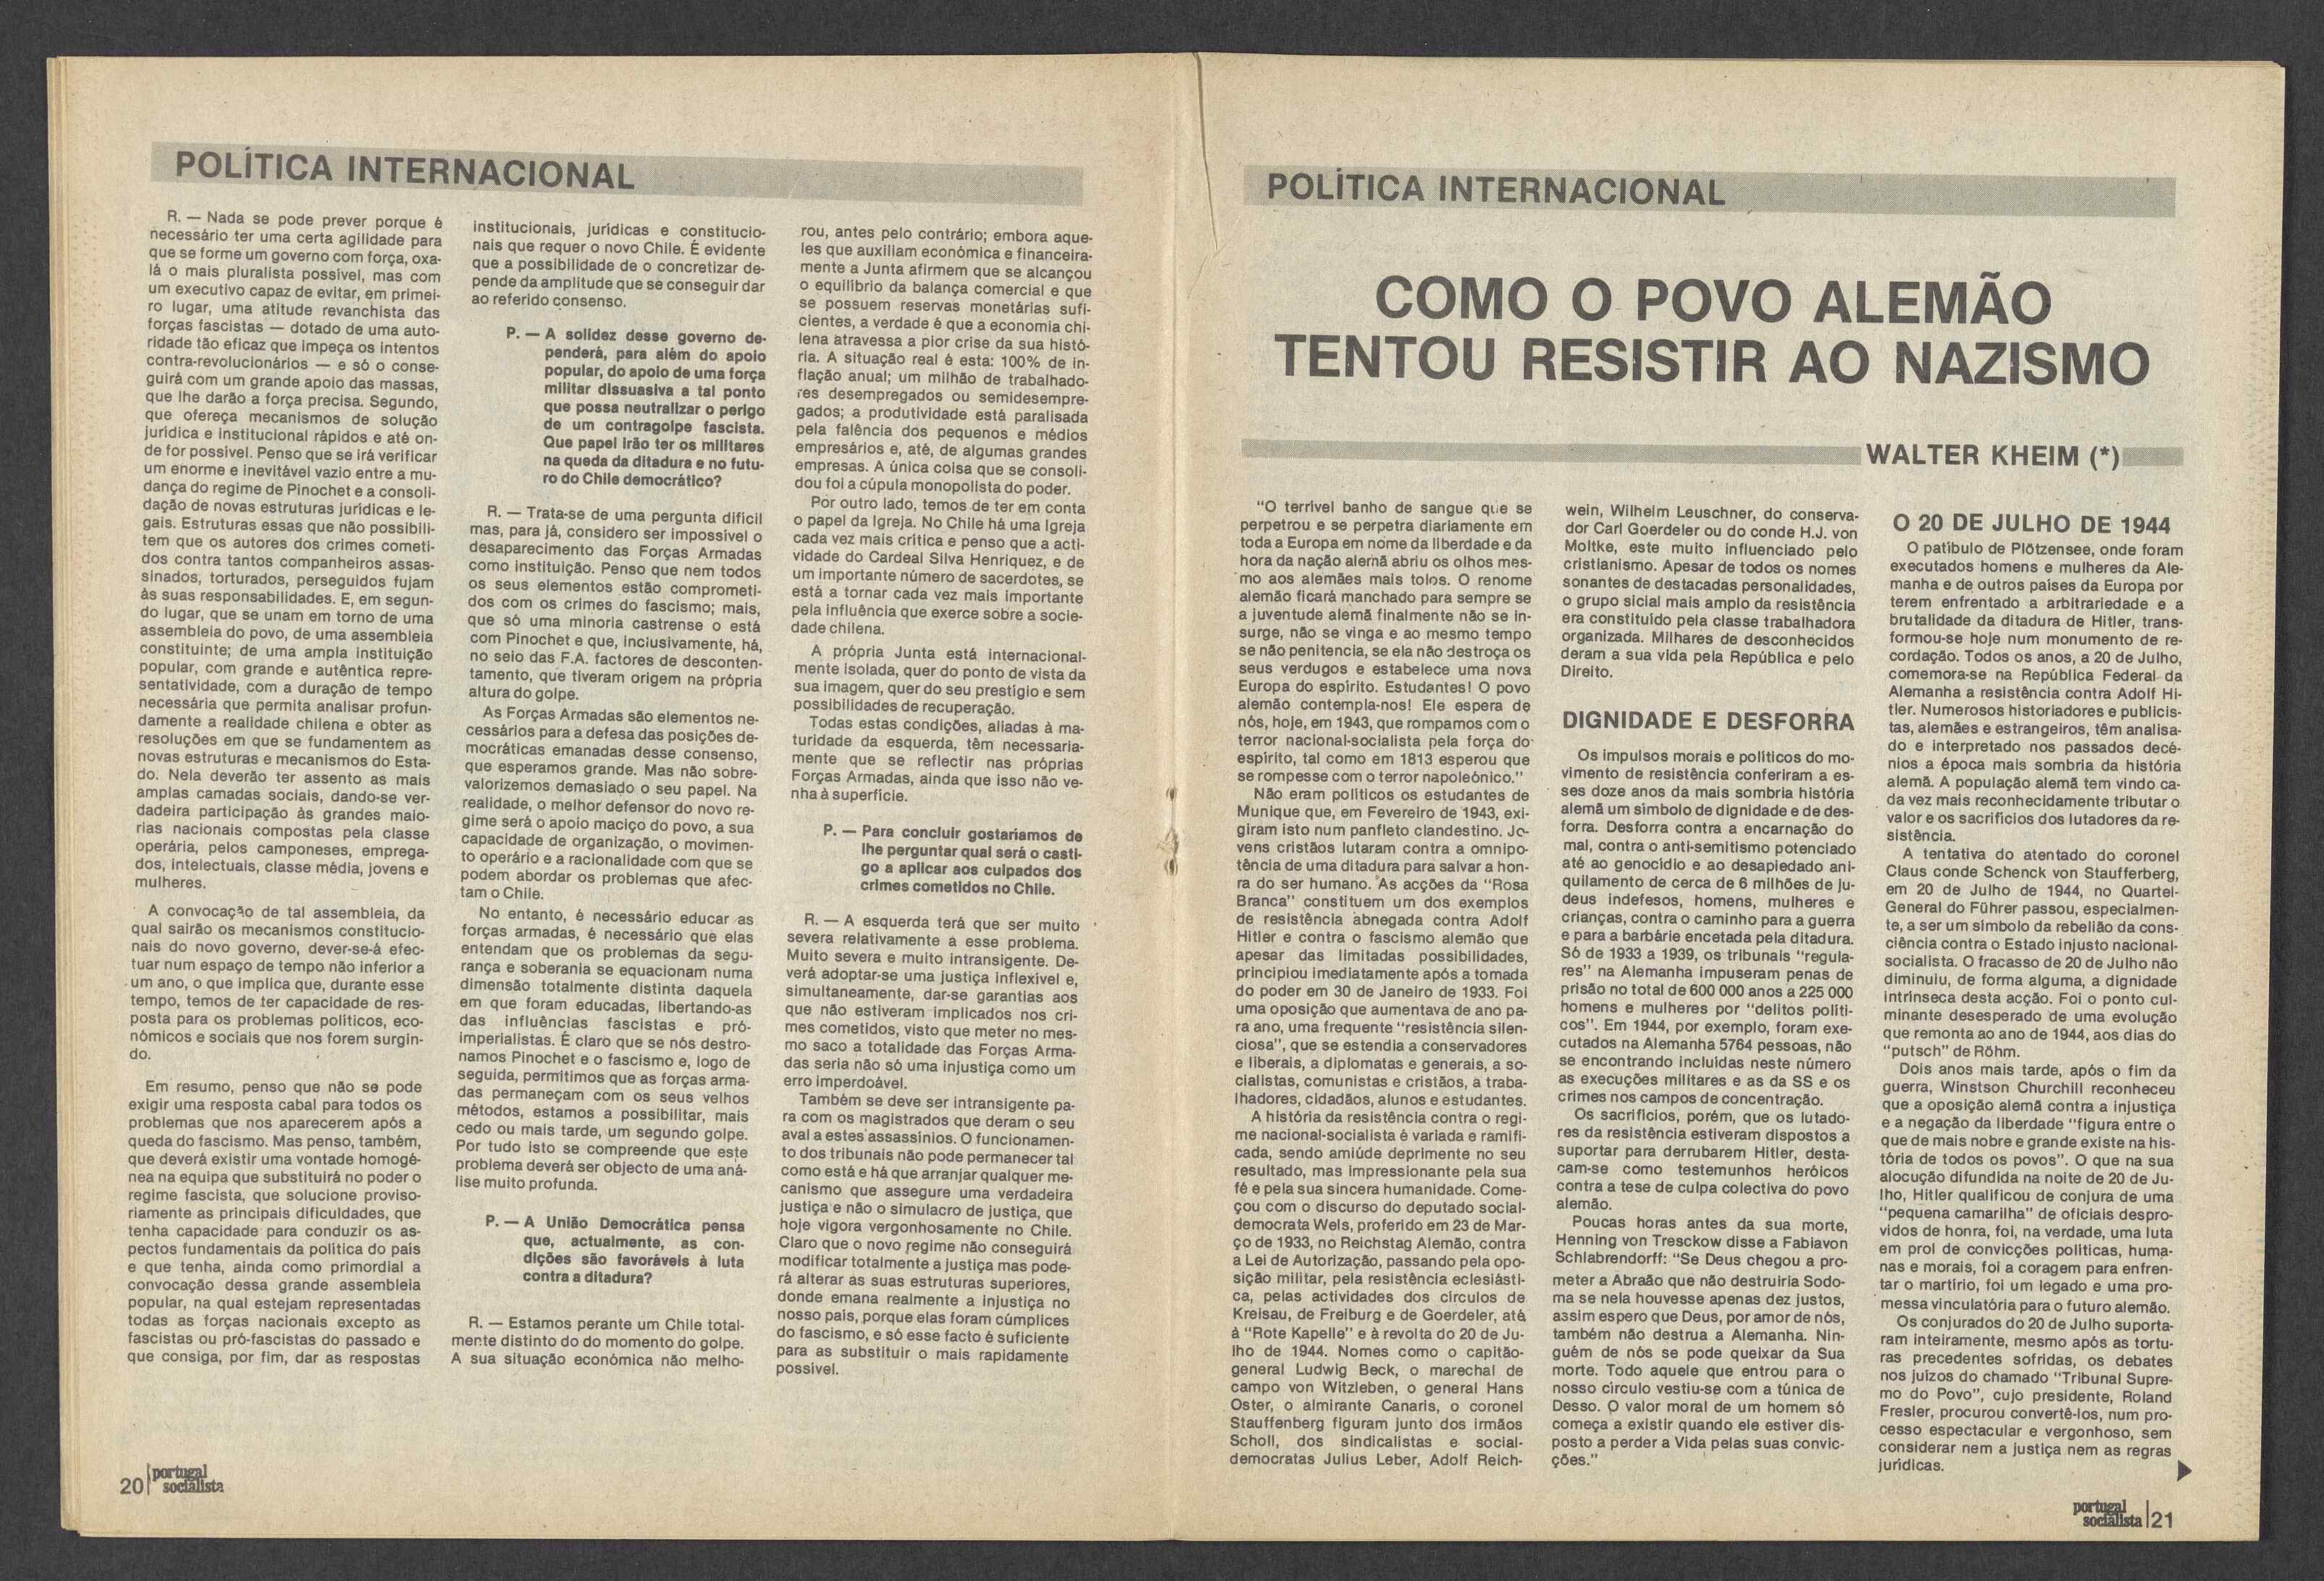 POLÍTICA INTERNACIONAL
R. — Nada se pode prever porque é
necessário ter uma certa agilidade para
que se forme um governo com força, oxa-
lá o mais pluralista possível, mas com
um executivo capaz de evitar, em primei-
ro lugar, uma atitude revanchista das
forças fascistas — dotado de uma auto-
ridade tão eficaz que impeça os intentos
contra-revolucionários — e só o conse-
guirá com um grande apoio das massas,
que lhe darão a força precisa. Segundo,
que ofereça mecanismos de solução
jurídica e institucional rápidos e até on-
de for possível. Penso que se irá verificar
um enorme e inevitável vazio entre a mu-
dança do regime de Pinochet e a consoli-
dação de novas estruturas jurídicas e le-
gais. Estruturas essas que não possibili-
tem que os autores dos crimes cometi-
dos contra tantos companheiros assas-
sinados, torturados, perseguidos fujam
às suas responsabilidades. E, em segun-
do lugar, que se unam em torno de uma
assembleia do povo, de uma assembleia
constituinte; de uma ampla instituição
popular, com grande e autêntica repre-
sentatividade, com a duração de tempo
necessária que permita analisar profun-
damente a realidade chilena e obter as
resoluções em que se fundamentem as
novas estruturas e mecanismos do Esta-
do. Nela deverão ter assento as mais
amplas camadas sociais, dando-se ver-
dadeira participação às grandes maio-
rias nacionais compostas pela classe
operária, pelos camponeses, emprega-
dos, intelectuais, classe média, jovens e
mulheres.
A convocação de tal assembleia, da
qual sairão os mecanismos constitucio-
nais do novo governo, dever-se-á efec-
tuar num espaço de tempo não inferior a
um ano, o que implica que, durante esse
tempo, temos de ter capacidade de res-
posta para os problemas políticos, eco-
nómicos e sociais que nos forem surgin-
do.
Em resumo, penso que não se pode
exigir uma resposta cabal para todos os
problemas que nos aparecerem após a
queda do fascismo. Mas penso, também,
que deverá existir uma vontade homogé-
nea na equipa que substituirá no poder o
regime fascista, que solucione proviso-
riamente as principais dificuldades, que
tenha capacidade para conduzir os as-
pectos fundamentais da política do país
e que tenha, ainda como primordial a
convocação dessa grande assembleia
popular, na qual estejam representadas
todas as forças nacionais excepto as
fascistas ou pró-fascistas do passado e
que consiga, por fim, dar as respostas
institucionais, jurídicas e constitucio-
nais que requer o novo Chile. É evidente
que a possibilidade de o concretizar de-
pende da amplitude que se conseguir dar
ao referido consenso.
P. — A solidez desse governo de-
penderá, para além do apoio
popular, do apoio de uma força
militar dissuasiva a tal ponto
que possa neutralizar o perigo
de um contragolpe fascista.
Que papel irão ter os militares
na queda da ditadura e no futu-
ro do Chile democrático?
R. — Trata-se de uma pergunta difícil
mas, para já, considero ser impossível o
desaparecimento das Forças Armadas
como instituição. Penso que nem todos
os seus elementos estão comprometi-
dos com os crimes do fascismo; mais,
que só uma minoria castrense o está
com Pinochet e que, inclusivamente, há,
no seio das F.A. factores de desconten-
tamento, que tiveram origem na própria
altura do golpe.
As Forças Armadas são elementos ne-
cessários para a defesa das posições de-
mocráticas emanadas desse consenso,
que esperamos grande. Mas não sobre-
valorizemos demasiado o seu papel. Na
realidade, o melhor defensor do novo re-
gime será o apoio maciço do povo, a sua
capacidade de organização, o movimen-
to operário e a racionalidade com que se
podem abordar os problemas que afec-
tam o Chile.
No entanto, é necessário educar as
forças armadas, é necessário que elas
entendam que os problemas da segu-
rança e soberania se equacionam numa
dimensão totalmente distinta daquela
em que foram educadas, libertando-as
das influências fascistas e pró-
imperialistas. É claro que se nós destro-
namos Pinochet e o fascismo e, logo de
seguida, permitimos que as forças arma-
das permaneçam com os seus velhos
métodos, estamos a possibilitar, mais
cedo ou mais tarde, um segundo golpe.
Por tudo isto se compreende que este
problema deverá ser objecto de uma aná-
lise muito profunda.
P. — A União Democrática pensa
que, actualmente, as con-
dições são favoráveis à luta
contra a ditadura?
R. — Estamos perante um Chile total-
mente distinto do do momento do golpe.
A sua situação económica não melho-
rou, antes pelo contrário; embora aque-
les que auxiliam económica e financeira-
mente a Junta afirmem que se alcançou
o equilíbrio da balança comercial e que
se possuem reservas monetárias sufi-
cientes, a verdade é que a economia chi-
lena atravessa a pior crise da sua histó-
ria. A situação real é esta: 100% de in-
flação anual; um milhão de trabalhado-
res desempregados ou semidesempre-
gados; a produtividade está paralisada
pela falência dos pequenos e médios
empresários e, até, de algumas grandes
empresas. A única coisa que se consoli-
dou foi a cúpula monopolista do poder.
Por outro lado, temos de ter em conta
o papel da Igreja. No Chile há uma Igreja
cada vez mais crítica e penso que a acti-
vidade do Cardeal Silva Henriquez, e de
um importante número de sacerdotes, se
está a tornar cada vez mais importante
pela influência que exerce sobre a socie-
dade chilena.
A própria Junta está internacional-
mente isolada, quer do ponto de vista da
sua imagem, quer do seu prestígio e sem
possibilidades de recuperação.
Todas estas condições, aliadas à ma-
turidade da esquerda, têm necessaria-
mente que se reflectir nas próprias
Forças Armadas, ainda que isso não ve-
nha à superfície.
P. — Para concluir gostaríamos de
lhe perguntar qual será o casti-
go a aplicar aos culpados dos
crimes cometidos no Chile.
R. — A esquerda terá que ser muito
severa relativamente a esse problema.
Muito severa e muito intransigente. De-
verá adoptar-se uma justiça inflexível e,
simultaneamente, dar-se garantias aos
que não estiveram implicados nos cri-
mes cometidos, visto que meter no mes-
mo saco a totalidade das Forças Arma-
das seria não só uma injustiça como um
erro imperdoável.
Também se deve ser intransigente pa-
ra com os magistrados que deram o seu
aval a estes assassínios. O funcionamen-
to dos tribunais não pode permanecer tal
como está e há que arranjar qualquer me-
canismo que assegure uma verdadeira
justiça e não o simulacro de justiça, que
hoje vigora vergonhosamente no Chile.
Claro que o novo regime não conseguirá
modificar totalmente a justiça mas pode-
rá alterar as suas estruturas superiores,
donde emana realmente a injustiça no
nosso país, porque elas foram cúmplices
do fascismo, e só esse facto é suficiente
para as substituir o mais rapidamente
possível.
20 portugal
socialista
POLÍTICA INTERNACIONAL
COMO O POVO ALEMÃO
TENTOU RESISTIR AO NAZISMO
WALTER KHEIM (*)
"O terrível banho de sangue que se
perpetrou e se perpetra diariamente em
toda a Europa em nome da liberdade e da
hora da nação alemã abriu os olhos mes-
mo aos alemães mais tolos. O renome
alemão ficará manchado para sempre se
a juventude alemã finalmente não se in-
surge, não se vinga e ao mesmo tempo
se não penitencia, se ela não destroça os
seus verdugos e estabelece uma nova
Europa do espírito. Estudantes! O povo
alemão contempla-nos! Ele espera de
nós, hoje, em 1943, que rompamos com o
terror nacional-socialista pela força do
espírito, tal como em 1813 esperou que
se rompesse com o terror napoleónico."
Não eram políticos os estudantes de
Munique que, em Fevereiro de 1943, exi-
giram isto num panfleto clandestino. Jo-
vens cristãos lutaram contra a omnipo-
tência de uma ditadura para salvar a hon-
ra do ser humano. As acções da "Rosa
Branca" constituem um dos exemplos
de resistência abnegada contra Adolf
Hitler e contra o fascismo alemão que
apesar das limitadas possibilidades,
principiou imediatamente após a tomada
do poder em 30 de Janeiro de 1933. Foi
uma oposição que aumentava de ano pa-
ra ano, uma frequente "resistência silen-
ciosa", que se estendia a conservadores
e liberais, a diplomatas e generais, a so-
cialistas, comunistas e cristãos, a traba-
lhadores, cidadãos, alunos e estudantes.
A história da resistência contra o regi-
me nacional-socialista é variada e ramifi-
cada, sendo amiúde deprimente no seu
resultado, mas impressionante pela sua
fé e pela sua sincera humanidade. Come-
çou com o discurso do deputado social-
democrata Wels, proferido em 23 de Mar-
ço de 1933, no Reichstag Alemão, contra
a Lei de Autorização, passando pela opo-
sição militar, pela resistência eclesiásti-
ca, pelas actividades dos círculos de
Kreisau, de Freiburg e de Goerdeler, até
à "Rote Kapelle" e à revolta do 20 de Ju-
lho de 1944. Nomes como o capitão-
general Ludwig Beck, o marechal de
campo von Witzleben, o general Hans
Oster, o almirante Canaris, o coronel
Stauffenberg figuram junto dos irmãos
Scholl, dos sindicalistas e social-
democratas Julius Leber, Adolf Reich-
wein, Wilhelm Leuschner, do conserva-
dor Carl Goerdeler ou do conde H.J. von
Moltke, este muito influenciado pelo
cristianismo. Apesar de todos os nomes
sonantes de destacadas personalidades,
o grupo sicial mais amplo da resistência
era constituído pela classe trabalhadora
organizada. Milhares de desconhecidos
deram a sua vida pela República e pelo
Direito.
DIGNIDADE E DESFORRA
Os impulsos morais e políticos do mo-
vimento de resistência conferiram a es-
ses doze anos da mais sombria história
alemã um símbolo de dignidade e de des-
forra. Desforra contra a encarnação do
mal, contra o anti-semitismo potenciado
até ao genocídio e ao desapiedado ani-
quilamento de cerca de 6 milhões de ju-
deus indefesos, homens, mulheres e
crianças, contra o caminho para a guerra
e para a barbárie encetada pela ditadura.
Só de 1933 a 1939, os tribunais "regula-
res" na Alemanha impuseram penas de
prisão no total de 600 000 anos a 225 000
homens e mulheres por "delitos políti-
cos". Em 1944, por exemplo, foram exe-
cutados na Alemanha 5764 pessoas, não
se encontrando incluídas neste número
as execuções militares e as da SS e os
crimes nos campos de concentração.
Os sacrifícios, porém, que os lutado-
res da resistência estiveram dispostos a
suportar para derrubarem Hitler, desta-
cam-se como testemunhos heróicos
contra a tese de culpa colectiva do povo
alemão.
Poucas horas antes da sua morte,
Henning von Tresckow disse a Fabiavon
Schlabrendorff: "Se Deus chegou a pro-
meter a Abraão que não destruiria Sodo-
ma se nela houvesse apenas dez justos,
assim espero que Deus, por amor de nós,
também não destrua a Alemanha. Nin-
guém de nós se pode queixar da Sua
morte. Todo aquele que entrou para o
nosso círculo vestiu-se com a túnica de
Desso. O valor moral de um homem só
começa a existir quando ele estiver dis-
posto a perder a Vida pelas suas convic-
ções."
O 20 DE JULHO DE 1944
O patíbulo de Plötzensee, onde foram
executados homens e mulheres da Ale-
manha e de outros países da Europa por
terem enfrentado a arbitrariedade e a
brutalidade da ditadura de Hitler, trans-
formou-se hoje num monumento de re-
cordação. Todos os anos, a 20 de Julho,
comemora-se na República Federal da
Alemanha a resistência contra Adolf Hi-
tler. Numerosos historiadores e publicis-
tas, alemães e estrangeiros, têm analisa-
do e interpretado nos passados decé-
nios a época mais sombria da história
alemã. A população alemã tem vindo ca-
da vez mais reconhecidamente tributar o
valor e os sacrifícios dos lutadores da re-
sistência.
A tentativa do atentado do coronel
Claus conde Schenck von Staufferberg,
em 20 de Julho de 1944, no Quartel-
General do Führer passou, especialmen-
te, a ser um símbolo da rebelião da cons-
ciência contra o Estado injusto nacional-
socialista. O fracasso de 20 de Julho não
diminuiu, de forma alguma, a dignidade
intrínseca desta acção. Foi o ponto cul-
minante desesperado de uma evolução
que remonta ao ano de 1944, aos dias do
"putsch" de Röhm.
Dois anos mais tarde, após o fim da
guerra, Winstson Churchill reconheceu
que a oposição alemã contra a injustiça
e a negação da liberdade "figura entre o
que de mais nobre e grande existe na his-
tória de todos os povos". O que na sua
alocução difundida na noite de 20 de Ju-
lho, Hitler qualificou de conjura de uma
"pequena camarilha" de oficiais despro-
vidos de honra, foi, na verdade, uma luta
em prol de convicções políticas, huma-
nas e morais, foi a coragem para enfren-
tar o martírio, foi um legado e uma pro-
messa vinculatória para o futuro alemão.
Os conjurados do 20 de Julho suporta-
ram inteiramente, mesmo após as tortu-
ras precedentes sofridas, os debates
nos juízos do chamado "Tribunal Supre-
mo do Povo", cujo presidente, Roland
Fresler, procurou convertê-los, num pro-
cesso espectacular e vergonhoso, sem
considerar nem a justiça nem as regras
jurídicas.
portugal
socialista 21